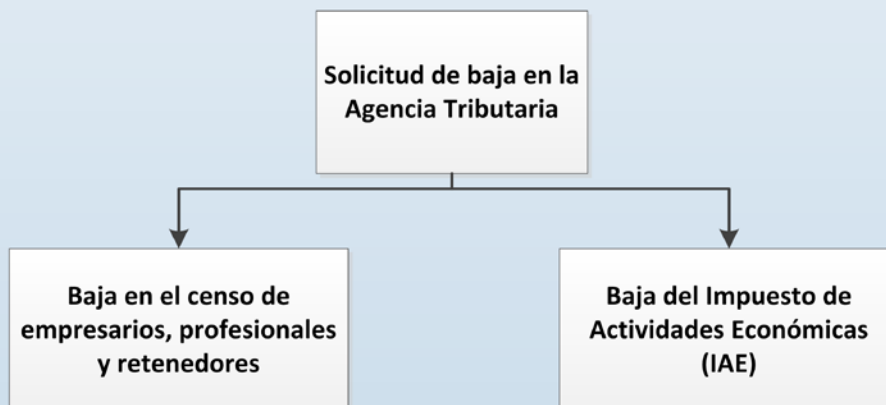 Solicitud de baja en la
Agencia Tributaria
Baja en el censo de
empresarios, profesionales
y retenedores
Baja del Impuesto de
Actividades Económicas
(IAE)